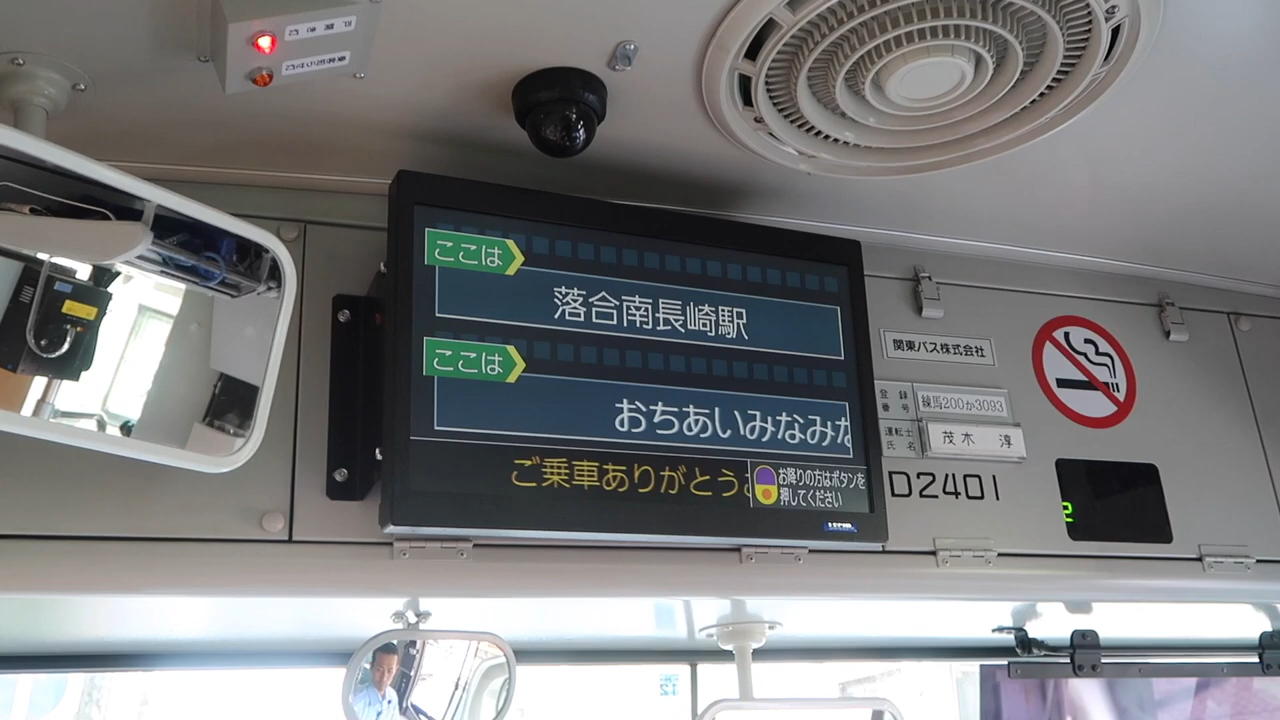 ここは
落合南長崎駅
ここは
おちあいみなみな
ご乗車ありがとう
お降りの方はボタンを
押してください
関東バス株式会社
登録
番号
練馬200か3093
運転士
氏名
茂木 淳
D2401
2
12